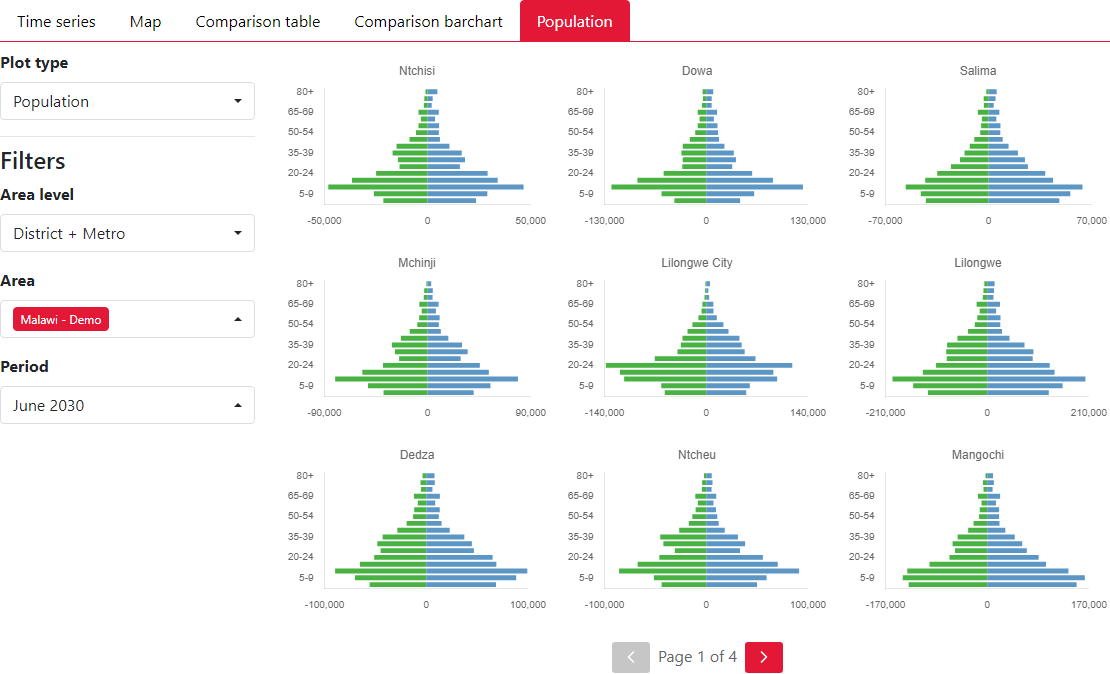 Time series Map Comparison table Comparison barchart Population
Plot type
Population
Filters
Area level
District + Metro
Area
Malawi - Demo
Period
June 2030
Ntchisi
80+
65-69
50-54
35-39
20-24
5-9
-50,000 0 50,000
Dowa
80+
65-69
50-54
35-39
20-24
5-9
-130,000 0 130,000
Salima
80+
65-69
50-54
35-39
20-24
5-9
-70,000 0 70,000
Mchinji
80+
65-69
50-54
35-39
20-24
5-9
-90,000 0 90,000
Lilongwe City
80+
65-69
50-54
35-39
20-24
5-9
-140,000 0 140,000
Lilongwe
80+
65-69
50-54
35-39
20-24
5-9
-210,000 0 210,000
Dedza
80+
65-69
50-54
35-39
20-24
5-9
-100,000 0 100,000
Ntcheu
80+
65-69
50-54
35-39
20-24
5-9
-100,000 0 100,000
Mangochi
80+
65-69
50-54
35-39
20-24
5-9
-170,000 0 170,000
Page 1 of 4